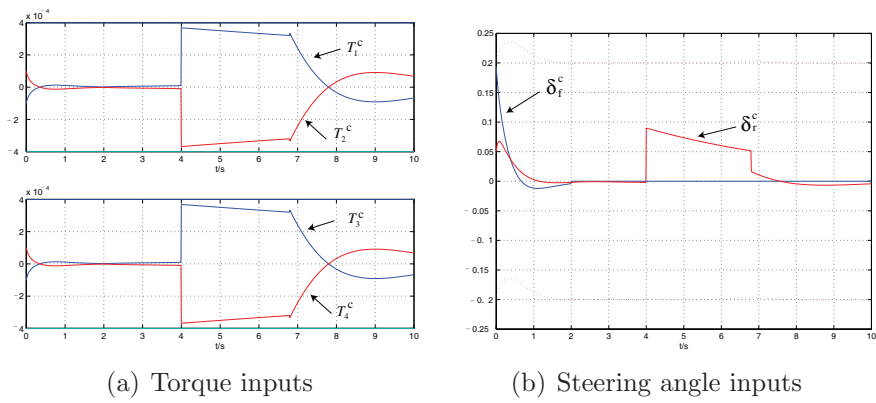 x 10⁻⁴
4
2
0
−2
−4
0 1 2 3 4 5 6 7 8 9 10
t/s
T₁ᶜ
T₂ᶜ
x 10⁻⁴
4
2
0
−2
−4
0 1 2 3 4 5 6 7 8 9 10
t/s
T₃ᶜ
T₄ᶜ
(a) Torque inputs
0.25
0.2
0.15
0.1
0.05
0
−0.05
−0.1
−0.15
−0.2
−0.25
0 1 2 3 4 5 6 7 8 9 10
t/s
δ_f^c
δ_r^c
(b) Steering angle inputs